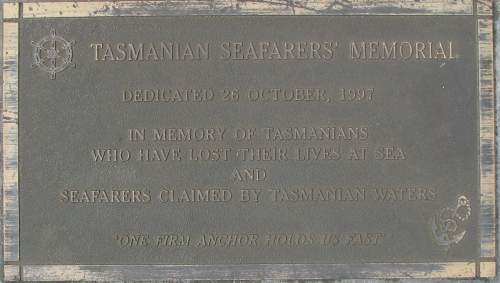 TASMANIAN SEAFARERS' MEMORIAL
DEDICATED 26 OCTOBER, 1997
IN MEMORY OF TASMANIANS
WHO HAVE LOST THEIR LIVES AT SEA
AND
SEAFARERS CLAIMED BY TASMANIAN WATERS
'ONE FIRM ANCHOR HOLDS US FAST'